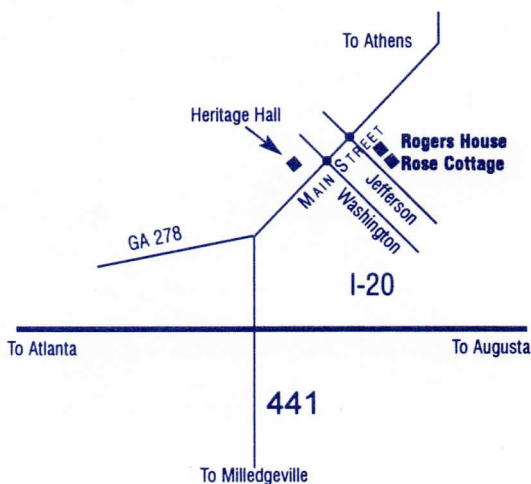 To Athens
Heritage Hall
MAIN STREET
Rogers House
Rose Cottage
Jefferson
Washington
GA 278
I-20
To Atlanta
To Augusta
441
To Milledgeville